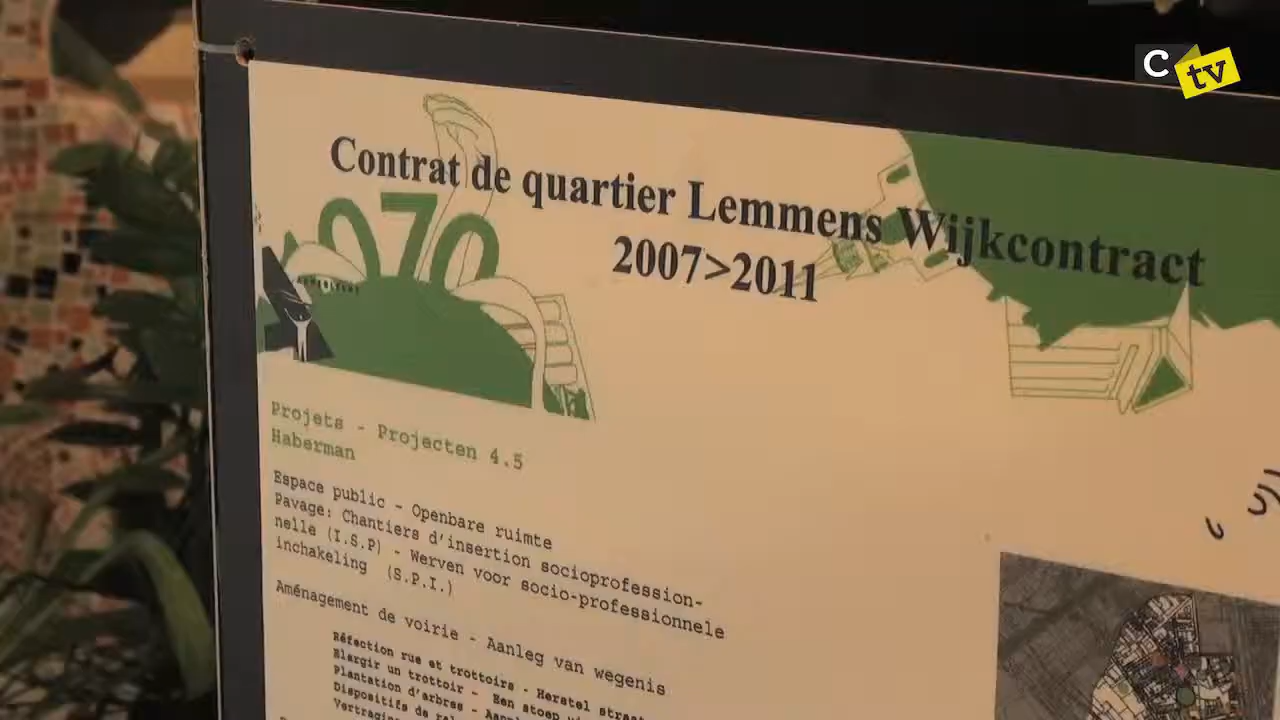 C tv
Contrat de quartier Lemmens Wijkcontract
2007>2011
1070
Projets - Projecten 4.5
Haberman
Espace public - Openbare ruimte
Pavage: Chantiers d'insertion socioprofession-
nelle (I.S.P) - Werven voor socio-professionnele
inchakeling (S.P.I.)
Aménagement de voirie - Aanleg van wegenis
Réfection rue et trottoirs - Herstel
Elargir un trottoir - Een stoep
Plantation d'arbres -
Dispositifs de